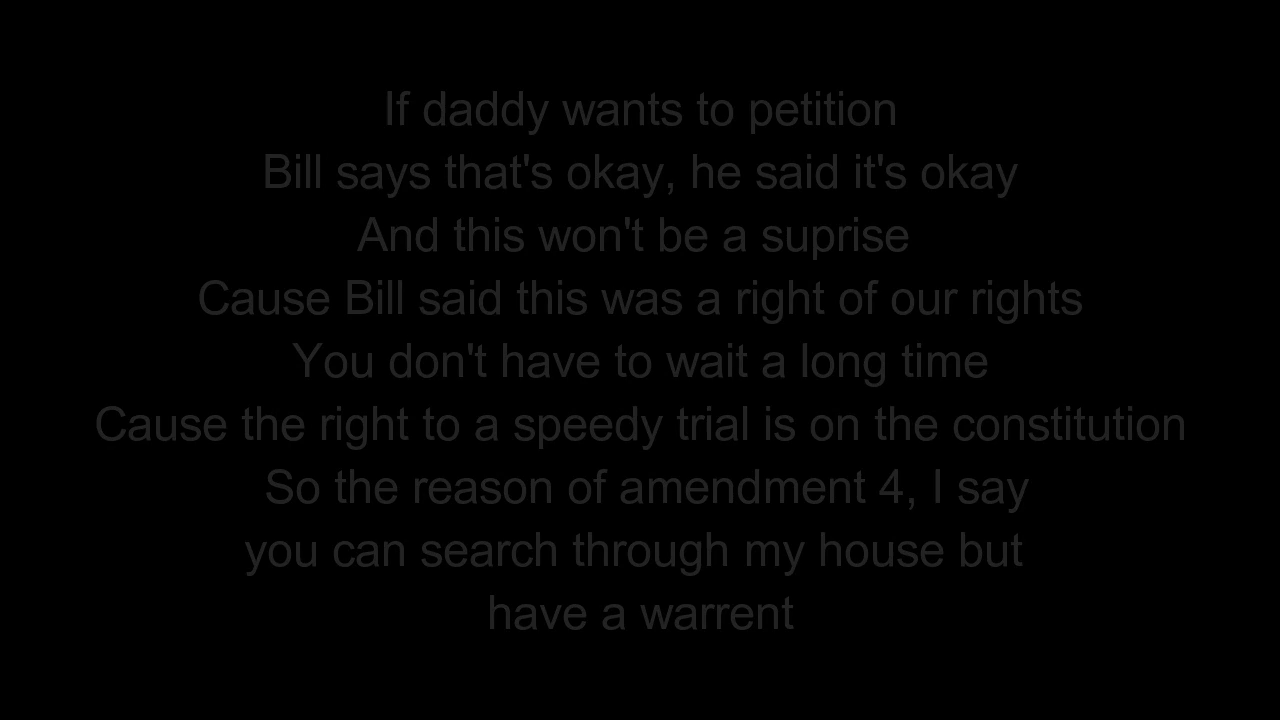 If daddy wants to petition
Bill says that's okay, he said it's okay
And this won't be a suprise
Cause Bill said this was a right of our rights
You don't have to wait a long time
Cause the right to a speedy trial is on the constitution
So the reason of amendment 4, I say
you can search through my house but
have a warrent